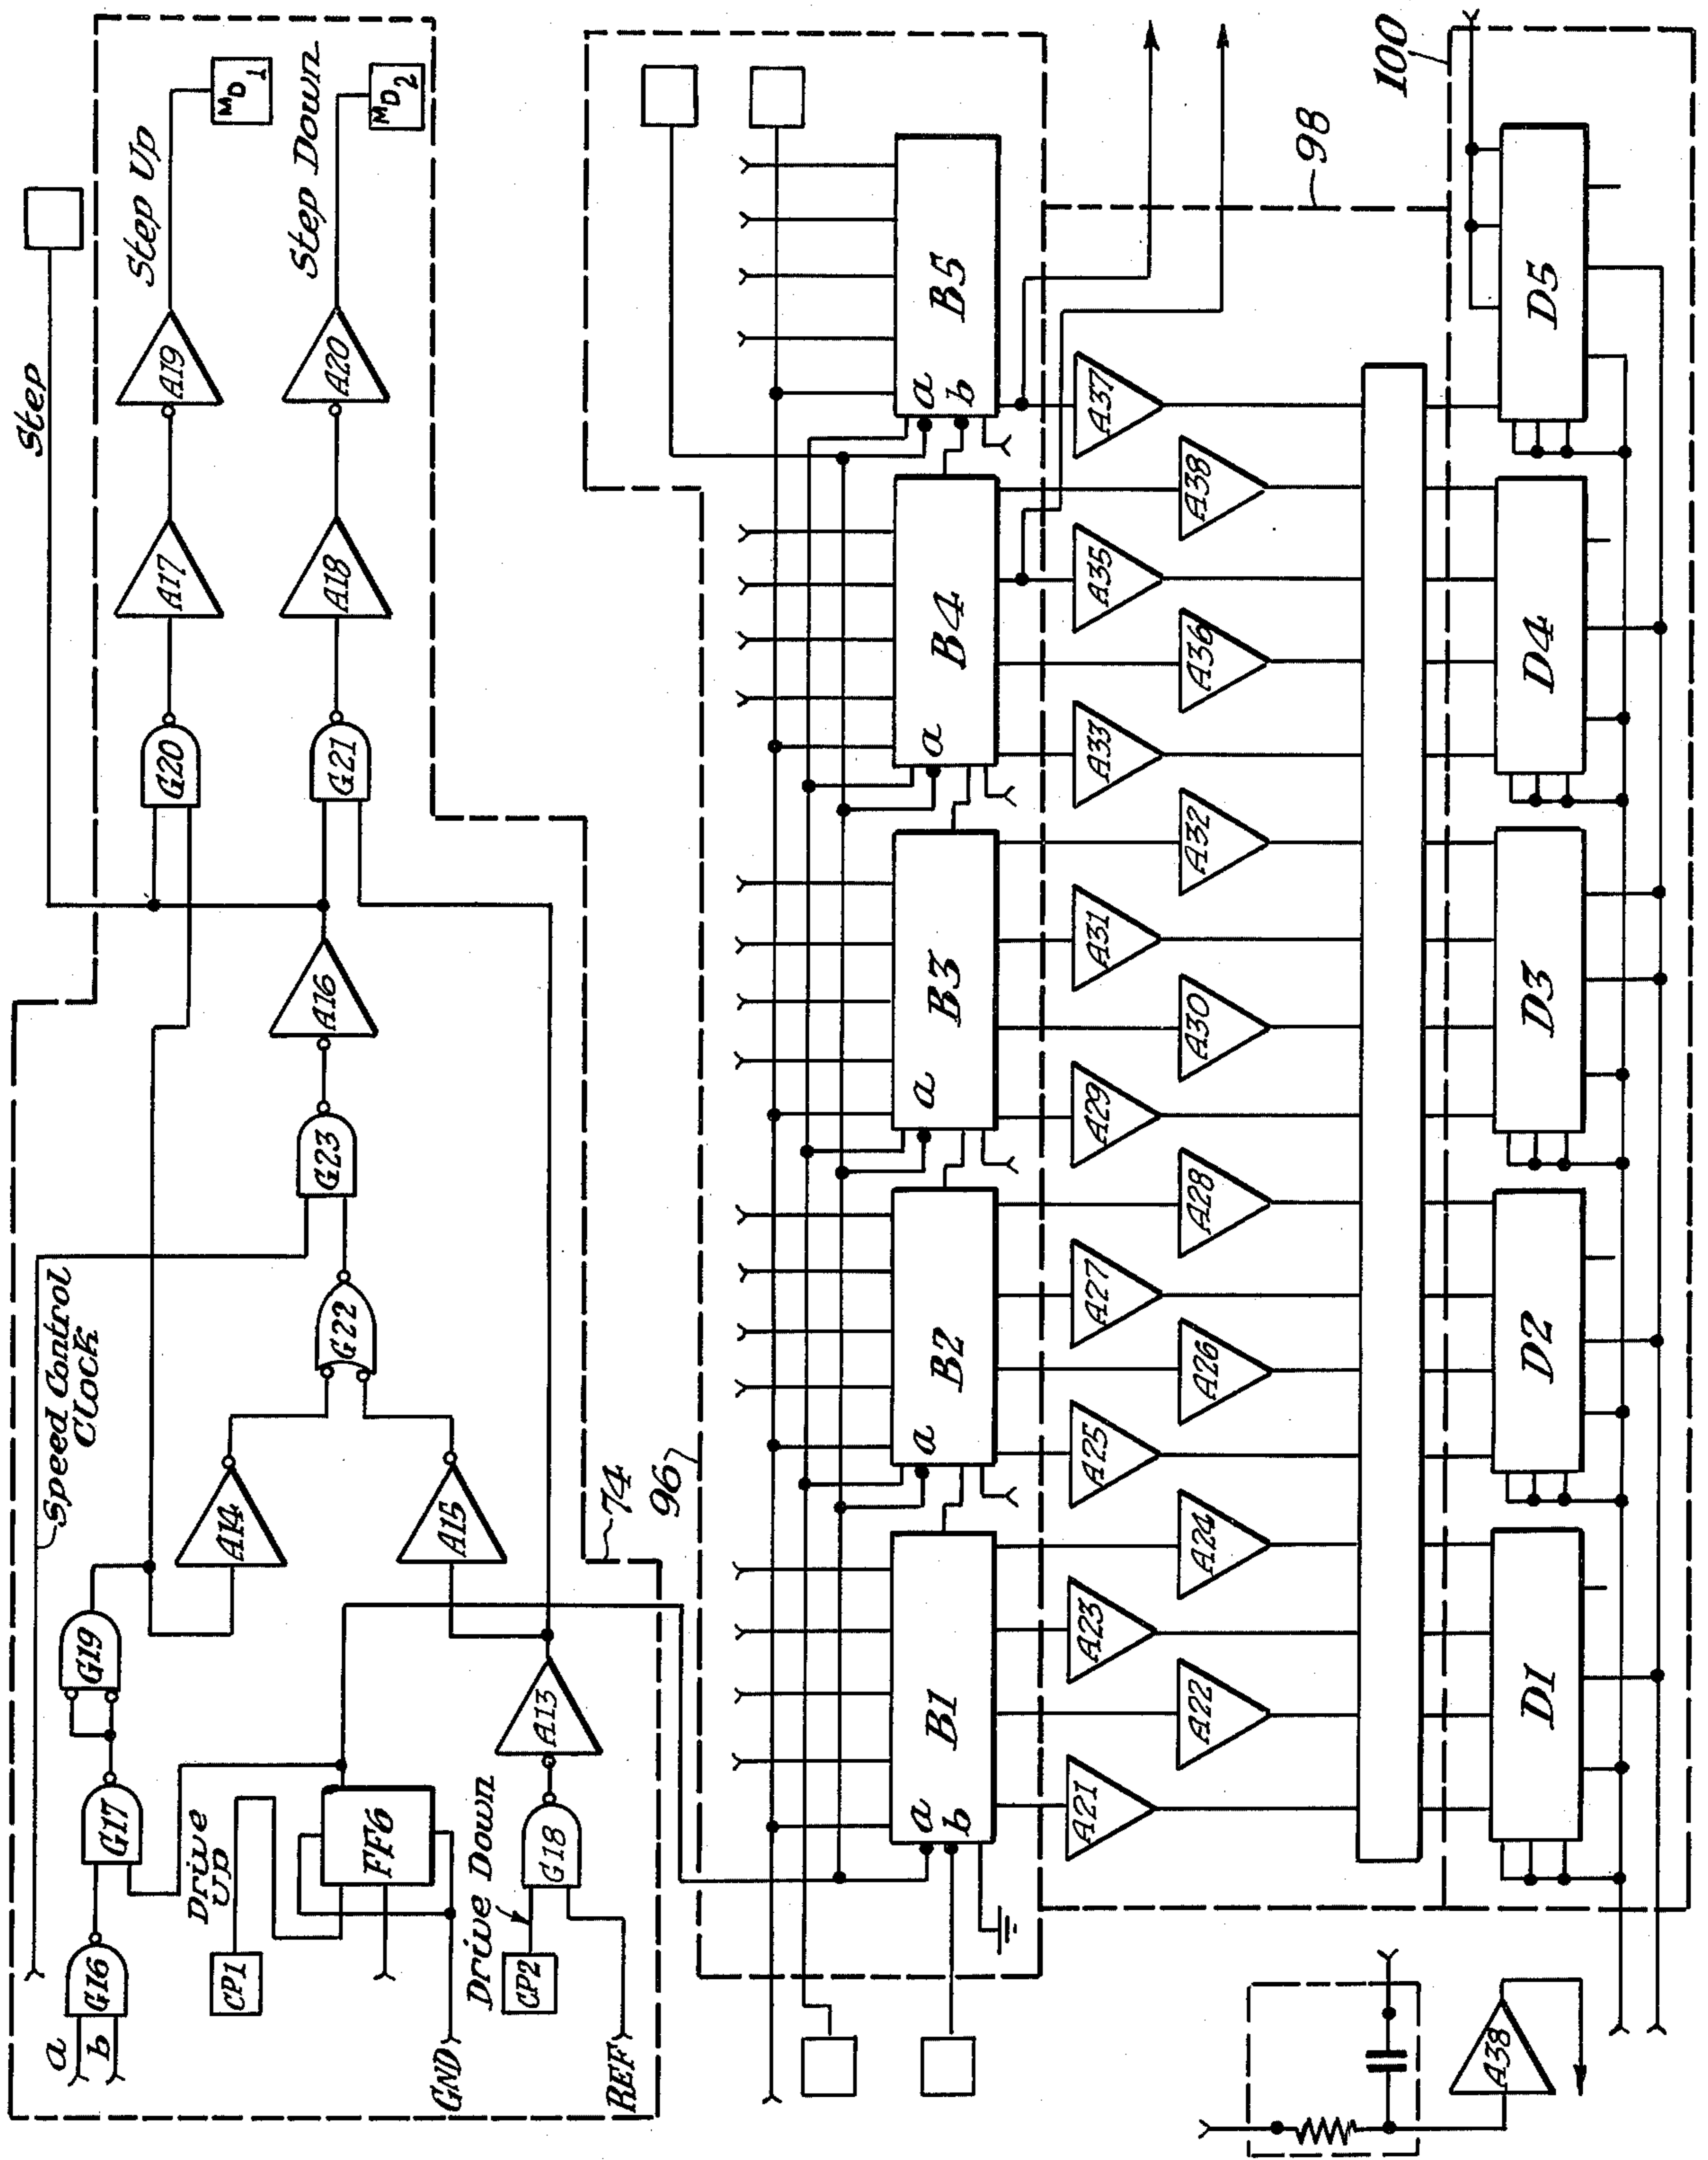 Step
Step Up
Step Down
MD1
MD2
A19
A20
A17
A18
G20
G21
A16
G23
G22
Speed Control
Clock
A14
A15
G19
G17
G16
a
b
Drive
Up
CP1
FF6
A13
G18
Drive Down
CP2
GND
REF
74
96
98
100
B1
a
b
B2
a
B3
a
B4
a
B5
a
b
A21
A22
A23
A24
A25
A26
A27
A28
A29
A30
A31
A32
A33
A36
A35
A38
A37
D1
D2
D3
D4
D5
A38